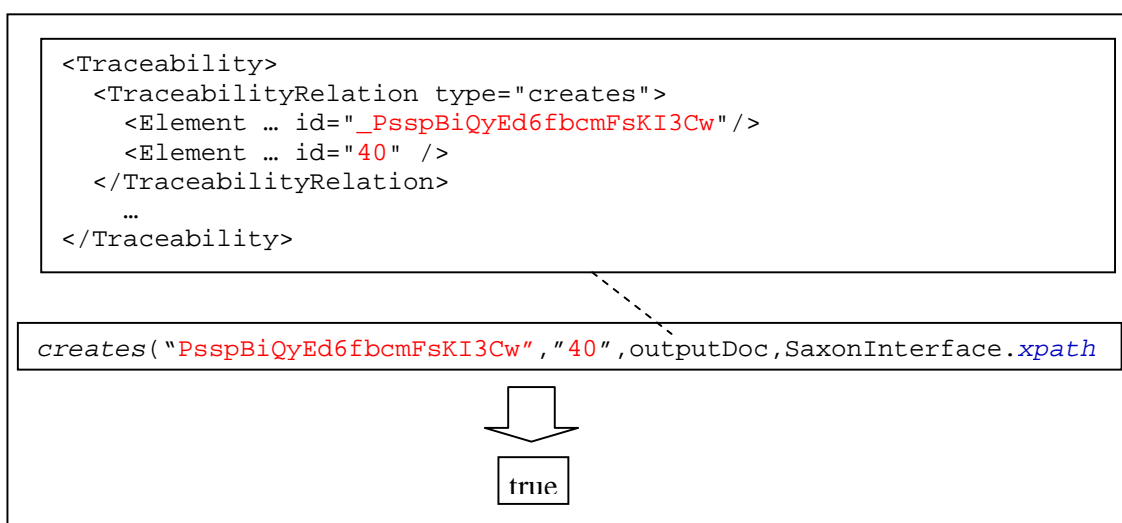 <Traceability>
<TraceabilityRelation type="creates">
<Element … id="_PsspBiQyEd6fbcmFsKI3Cw"/>
<Element … id="40" />
</TraceabilityRelation>
…
</Traceability>
creates(“PsspBiQyEd6fbcmFsKI3Cw”,”40”,outputDoc,SaxonInterface.xpath
true